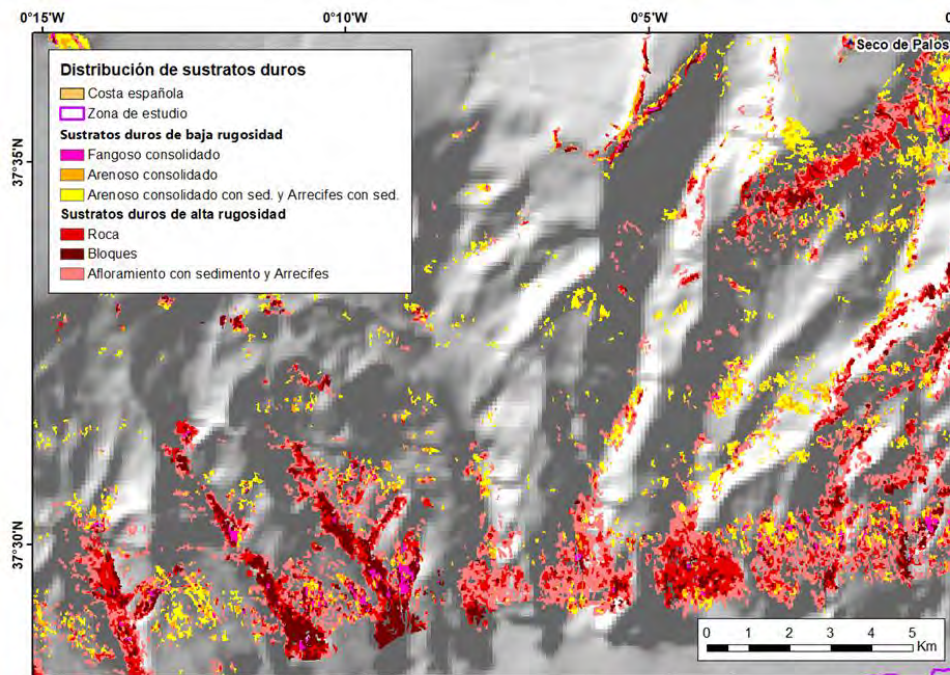 0°15'W 0°10'W 0°5'W 0
Seco de Palos
Distribución de sustratos duros
Costa española
Zona de estudio
Sustratos duros de baja rugosidad
Fangoso consolidado
Arenoso consolidado
Arenoso consolidado con sed. y Arrecifes con sed.
Sustratos duros de alta rugosidad
Roca
Bloques
Afloramiento con sedimento y Arrecifes
37°35'N
37°30'N
0 1 2 3 4 5
Km